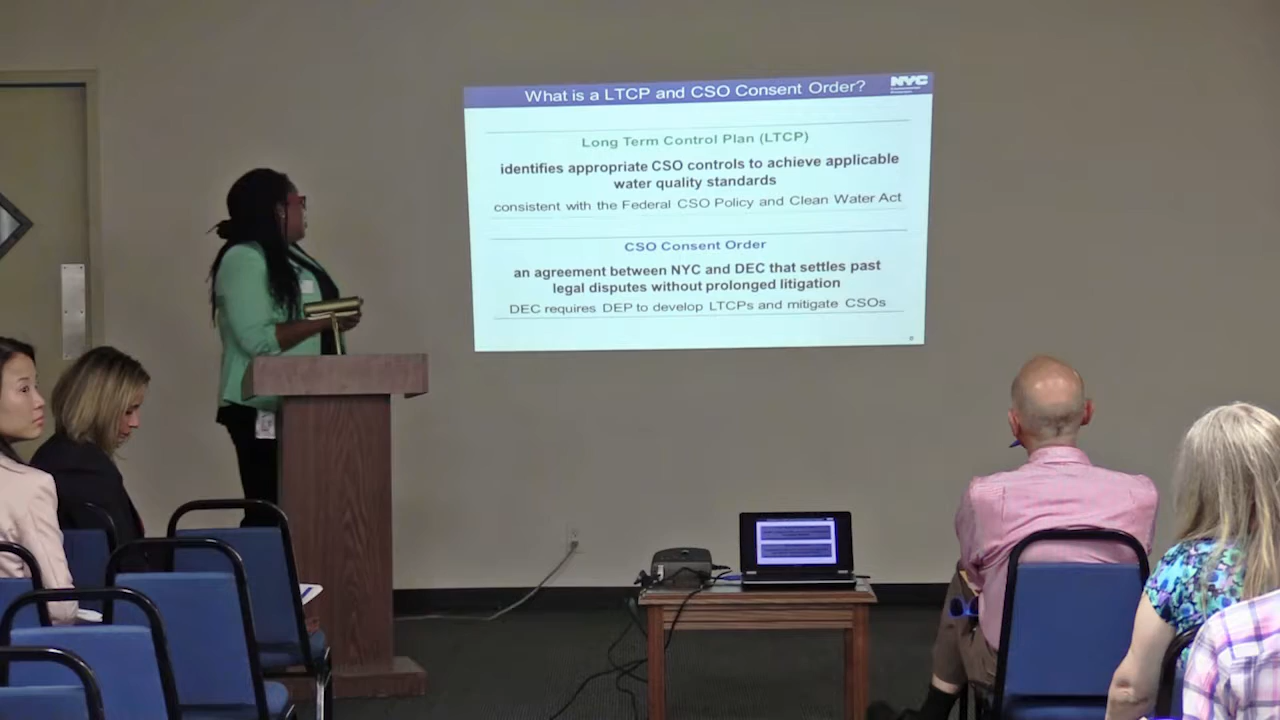 What is a LTCP and CSO Consent Order?
NYC
Long Term Control Plan (LTCP)
identifies appropriate CSO controls to achieve applicable
water quality standards
consistent with the Federal CSO Policy and Clean Water Act
CSO Consent Order
an agreement between NYC and DEC that settles past
legal disputes without prolonged litigation
DEC requires DEP to develop LTCPs and mitigate CSOs